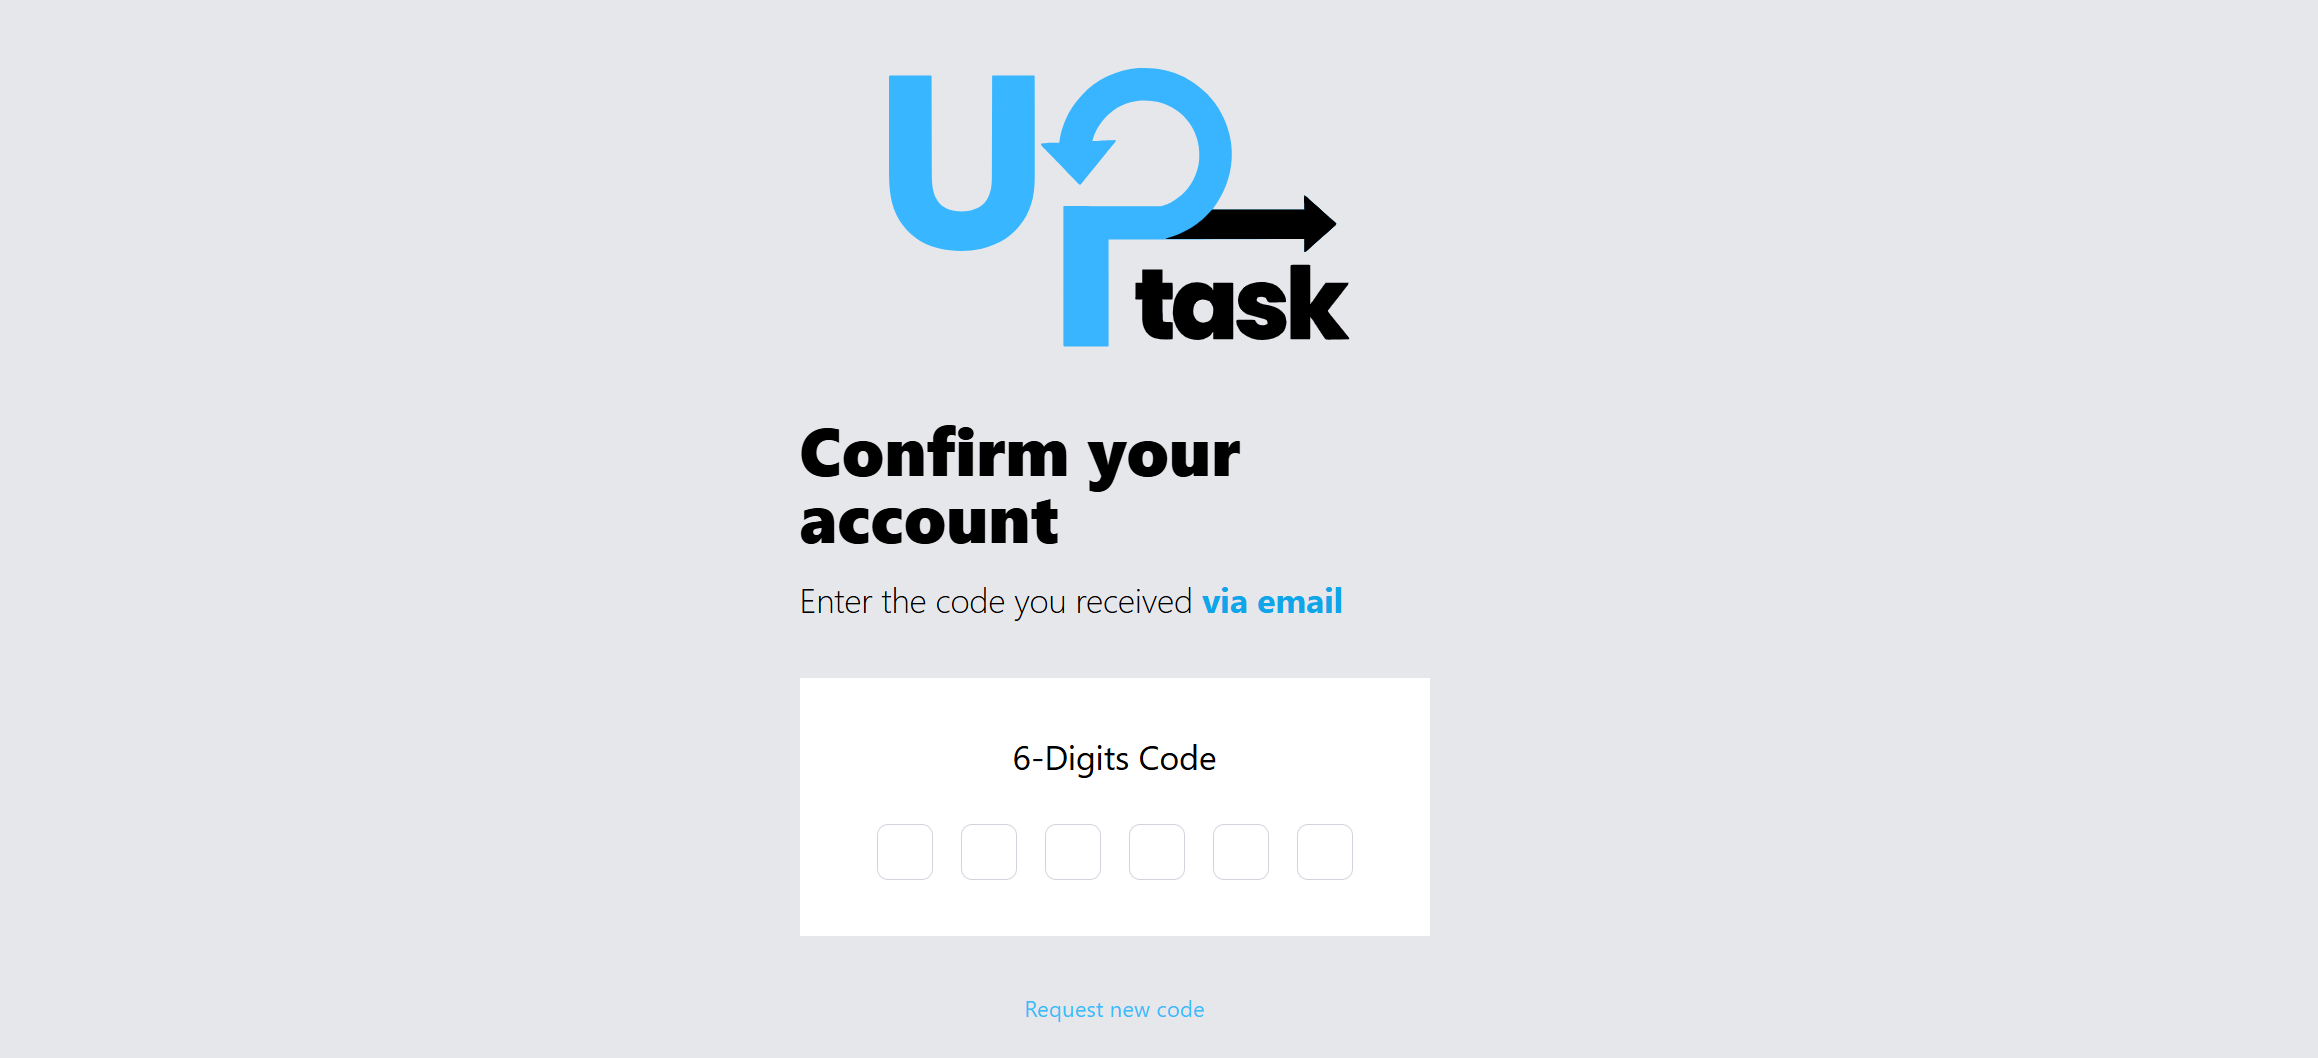 UP
task
Confirm your
account
Enter the code you received via email
6-Digits Code
Request new code